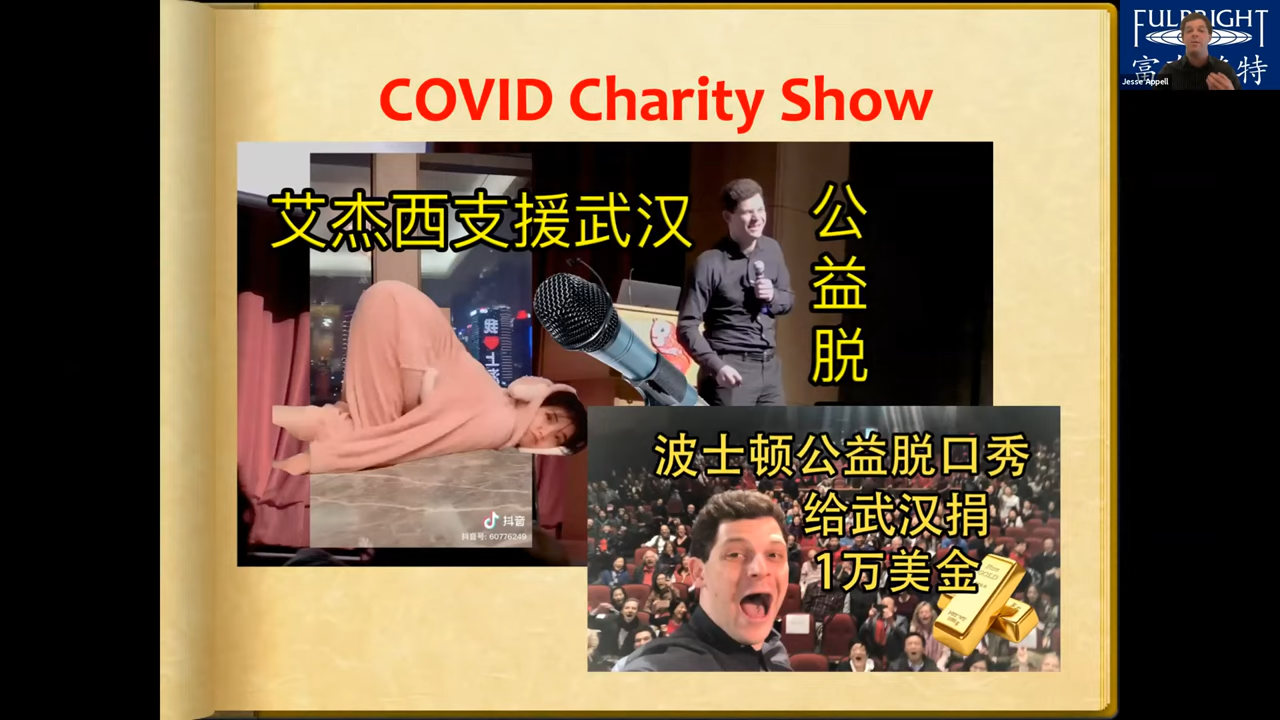 COVID Charity Show
艾杰西支援武汉
公
益
脱
抖音
抖音号: 60776249
波士顿公益脱口秀
给武汉捐
1万美金
FULBRIGHT
Jesse Appell